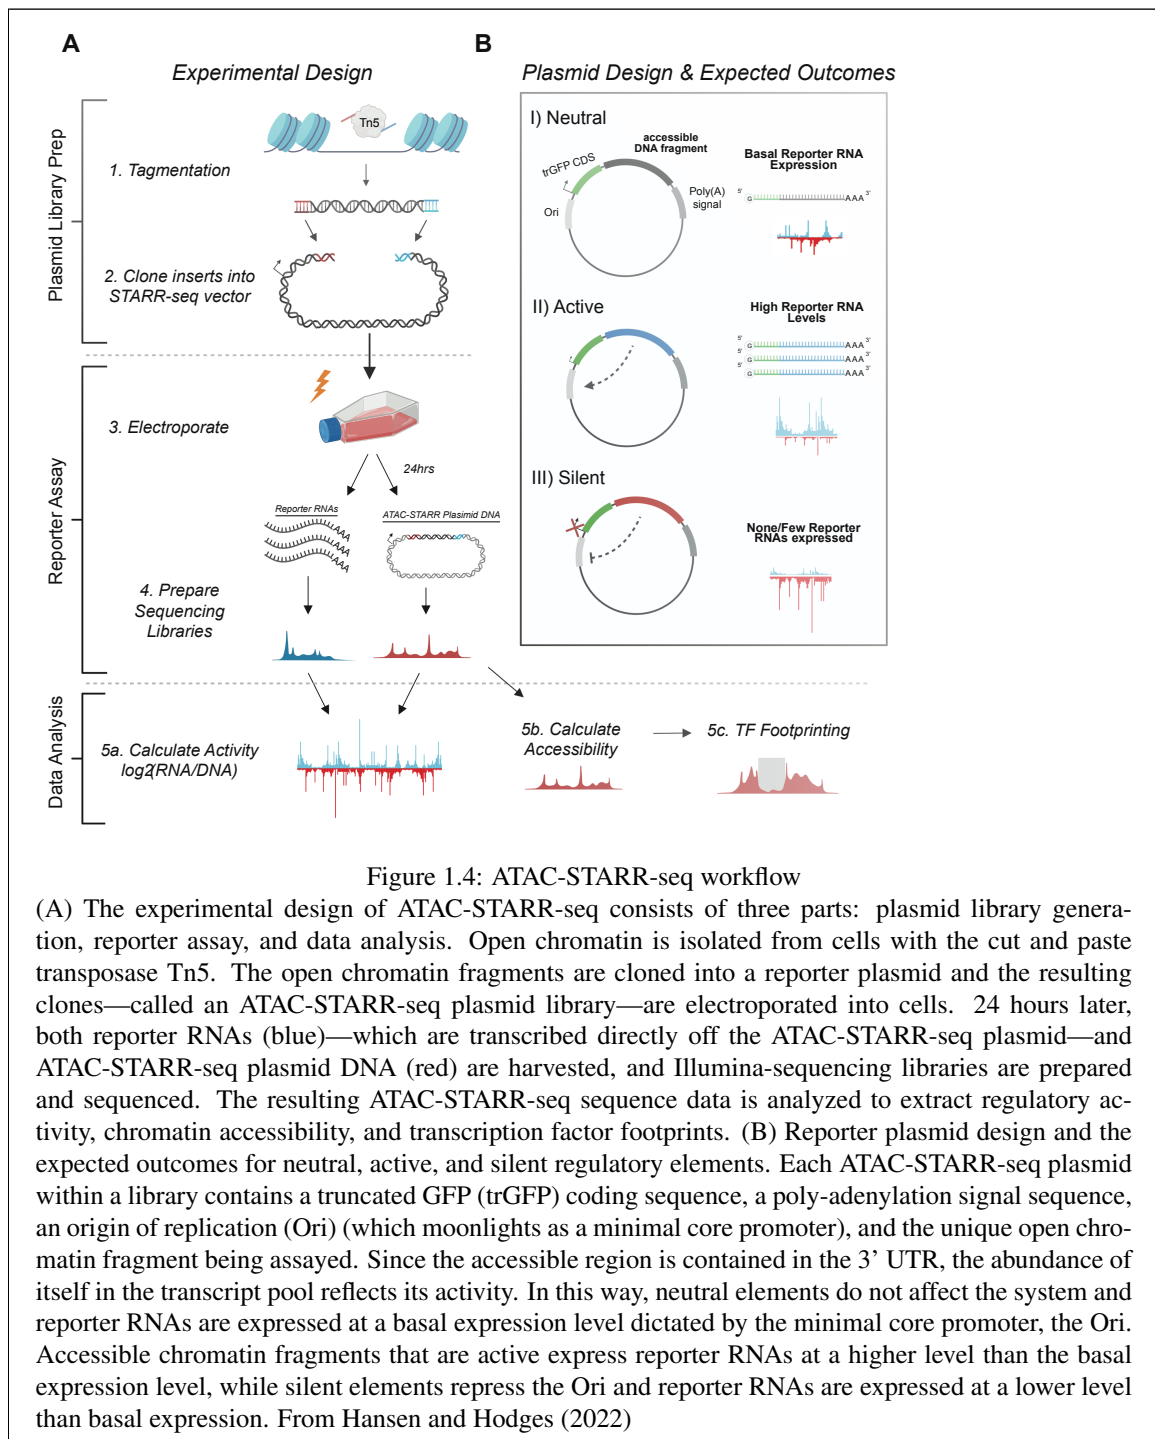 A
Experimental Design
Plasmid Library Prep
Tn5
1. Tagmentation
2. Clone inserts into
STARR-seq vector
Reporter Assay
3. Electroporate
24hrs
Reporter RNAs
AAA
AAA
AAA
ATAC-STARR Plasimid DNA
4. Prepare
Sequencing
Libraries
Data Analysis
5a. Calculate Activity
log2(RNA/DNA)
5b. Calculate
Accessibility
5c. TF Footprinting
B
Plasmid Design & Expected Outcomes
I) Neutral
trGFP CDS
accessible
DNA fragment
Ori
Poly(A)
signal
Basal Reporter RNA
Expression
5' G AAA 3'
II) Active
High Reporter RNA
Levels
5' G AAA 3'
5' G AAA 3'
5' G AAA 3'
III) Silent
None/Few Reporter
RNAs expressed
Figure 1.4: ATAC-STARR-seq workflow
(A) The experimental design of ATAC-STARR-seq consists of three parts: plasmid library genera-
tion, reporter assay, and data analysis. Open chromatin is isolated from cells with the cut and paste
transposase Tn5. The open chromatin fragments are cloned into a reporter plasmid and the resulting
clones—called an ATAC-STARR-seq plasmid library—are electroporated into cells. 24 hours later,
both reporter RNAs (blue)—which are transcribed directly off the ATAC-STARR-seq plasmid—and
ATAC-STARR-seq plasmid DNA (red) are harvested, and Illumina-sequencing libraries are prepared
and sequenced. The resulting ATAC-STARR-seq sequence data is analyzed to extract regulatory ac-
tivity, chromatin accessibility, and transcription factor footprints. (B) Reporter plasmid design and the
expected outcomes for neutral, active, and silent regulatory elements. Each ATAC-STARR-seq plasmid
within a library contains a truncated GFP (trGFP) coding sequence, a poly-adenylation signal sequence,
an origin of replication (Ori) (which moonlights as a minimal core promoter), and the unique open chro-
matin fragment being assayed. Since the accessible region is contained in the 3' UTR, the abundance of
itself in the transcript pool reflects its activity. In this way, neutral elements do not affect the system and
reporter RNAs are expressed at a basal expression level dictated by the minimal core promoter, the Ori.
Accessible chromatin fragments that are active express reporter RNAs at a higher level than the basal
expression level, while silent elements repress the Ori and reporter RNAs are expressed at a lower level
than basal expression. From Hansen and Hodges (2022)